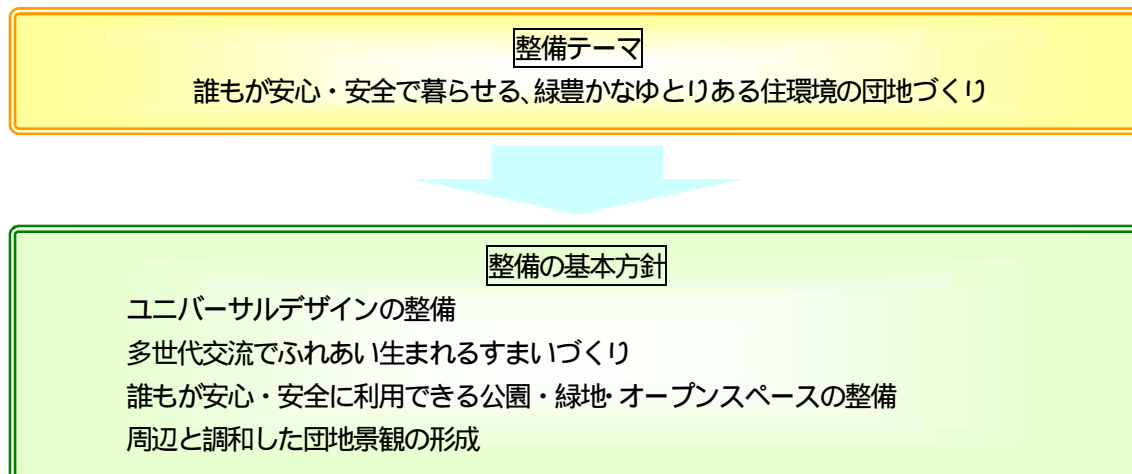 整備テーマ
誰もが安心・安全で暮らせる、緑豊かなゆとりある住環境の団地づくり
整備の基本方針
ユニバーサルデザインの整備
多世代交流でふれあい生まれるすまいづくり
誰もが安心・安全に利用できる公園・緑地・オープンスペースの整備
周辺と調和した団地景観の形成